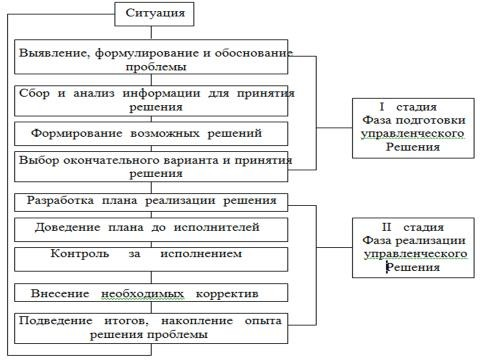 Ситуация
Выявление, формулирование и обоснование
проблемы
Сбор и анализ информации для принятия
решения
Формирование возможных решений
Выбор окончательного варианта и принятия
решения
Разработка плана реализации решения
Доведение плана до исполнителей
Контроль за исполнением
Внесение необходимых корректив
Подведение итогов, накопление опыта
решения проблемы
I стадия
Фаза подготовки
управленческого
Решения
II стадия
Фаза реализации
управленческого
Решения